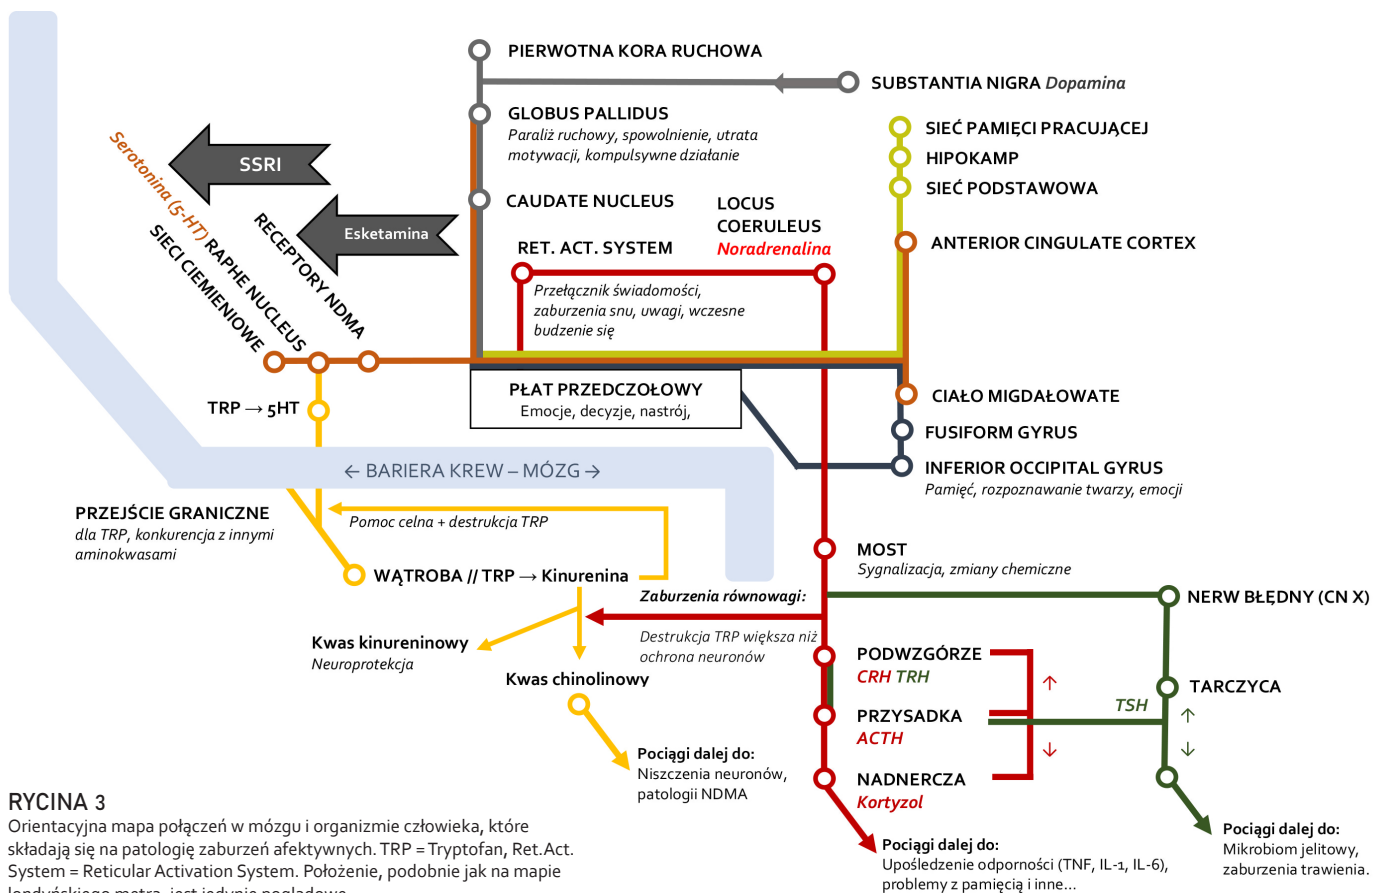 PIERWOTNA KORA RUCHOWA
SUBSTANTIA NIGRA Dopamina
GLOBUS PALLIDUS
Paraliż ruchowy, spowolnienie, utrata
motywacji, kompulsywne działanie
SIEĆ PAMIĘCI PRACUJĄCEJ
HIPOKAMP
SIEĆ PODSTAWOWA
SSRI
Esketamina
Serotonina (5-HT) RAPHE NUCLEUS
SIECI CIEMIENIOWE
RECEPTORY NDMA
CAUDATE NUCLEUS
LOCUS
COERULEUS
Noradrenalina
RET. ACT. SYSTEM
Przełącznik świadomości,
zaburzenia snu, uwagi, wczesne
budzenie się
ANTERIOR CINGULATE CORTEX
PŁAT PRZEDCZOŁOWY
Emocje, decyzje, nastrój,
CIAŁO MIGDAŁOWATE
FUSIFORM GYRUS
INFERIOR OCCIPITAL GYRUS
Pamięć, rozpoznawanie twarzy, emocji
TRP → 5HT
← BARIERA KREW – MÓZG →
PRZEJŚCIE GRANICZNE
dla TRP, konkurencja z innymi
aminokwasami
Pomoc celna + destrukcja TRP
WĄTROBA // TRP → Kinurenina
MOST
Sygnalizacja, zmiany chemiczne
Zaburzenia równowagi:
Destrukcja TRP większa niż
ochrona neuronów
NERW BŁĘDNY (CN X)
Kwas kinureninowy
Neuroprotekcja
Kwas chinolinowy
PODWZGÓRZE
CRH TRH
↑
TARCZYCA
TSH
↑
PRZYSADKA
ACTH
↓
↓
NADNERCZA
Kortyzol
Pociągi dalej do:
Niszczenia neuronów,
patologii NDMA
Pociągi dalej do:
Upośledzenie odporności (TNF, IL-1, IL-6),
problemy z pamięcią i inne...
Pociągi dalej do:
Mikrobiom jelitowy,
zaburzenia trawienia.
RYCINA 3
Orientacyjna mapa połączeń w mózgu i organizmie człowieka, które
składają się na patologię zaburzeń afektywnych. TRP = Tryptofan, Ret.Act.
System = Reticular Activation System. Położenie, podobnie jak na mapie
londyńskiego metra, jest jedynie poglądowe